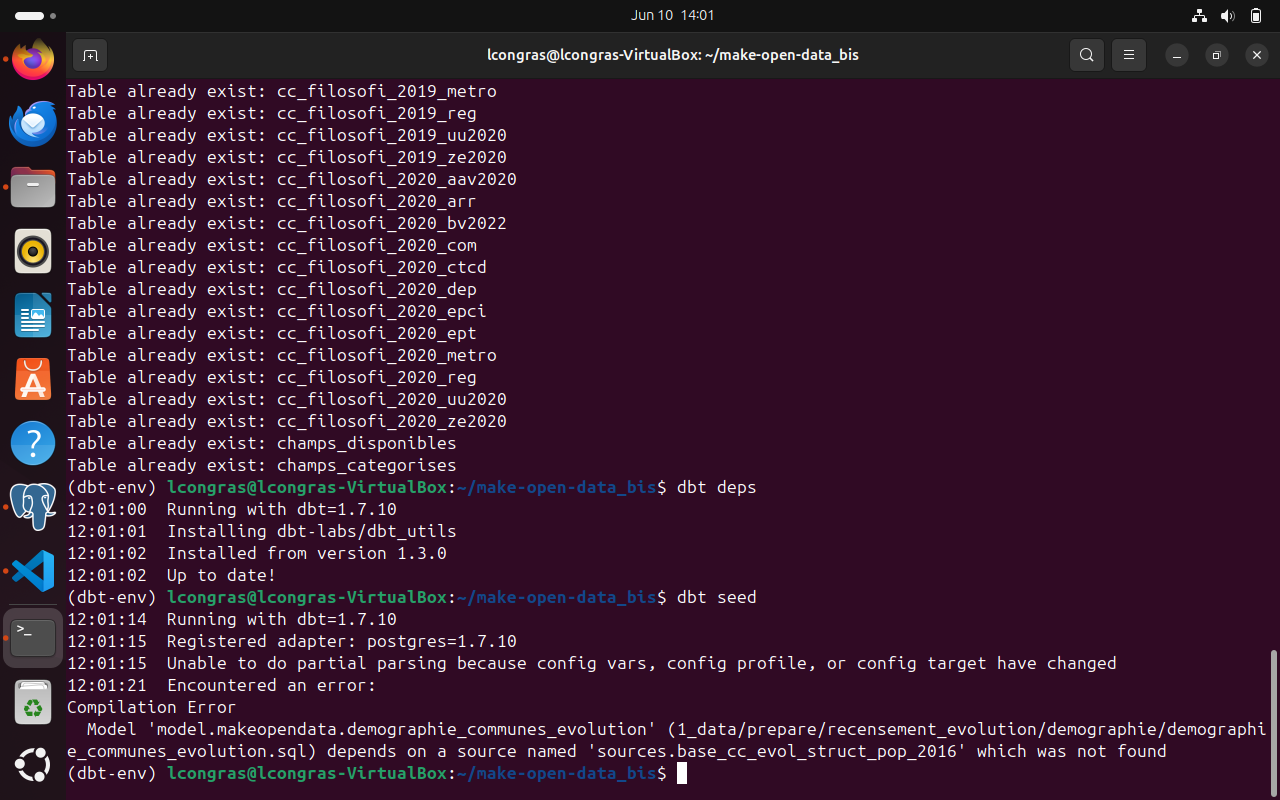 Jun 10 14:01
lcongras@lcongras-VirtualBox: ~/make-open-data_bis
Table already exist: cc_filosofi_2019_metro
Table already exist: cc_filosofi_2019_reg
Table already exist: cc_filosofi_2019_uu2020
Table already exist: cc_filosofi_2019_ze2020
Table already exist: cc_filosofi_2020_aav2020
Table already exist: cc_filosofi_2020_arr
Table already exist: cc_filosofi_2020_bv2022
Table already exist: cc_filosofi_2020_com
Table already exist: cc_filosofi_2020_ctcd
Table already exist: cc_filosofi_2020_dep
Table already exist: cc_filosofi_2020_epci
Table already exist: cc_filosofi_2020_ept
Table already exist: cc_filosofi_2020_metro
Table already exist: cc_filosofi_2020_reg
Table already exist: cc_filosofi_2020_uu2020
Table already exist: cc_filosofi_2020_ze2020
Table already exist: champs_disponibles
Table already exist: champs_categorises
(dbt-env) lcongras@lcongras-VirtualBox:~/make-open-data_bis$ dbt deps
12:01:00  Running with dbt=1.7.10
12:01:01  Installing dbt-labs/dbt_utils
12:01:02  Installed from version 1.3.0
12:01:02  Up to date!
(dbt-env) lcongras@lcongras-VirtualBox:~/make-open-data_bis$ dbt seed
12:01:14  Running with dbt=1.7.10
12:01:15  Registered adapter: postgres=1.7.10
12:01:15  Unable to do partial parsing because config vars, config profile, or config target have changed
12:01:21  Encountered an error:
Compilation Error
  Model 'model.makeopendata.demographie_communes_evolution' (1_data/prepare/recensement_evolution/demographie/demographi
e_communes_evolution.sql) depends on a source named 'sources.base_cc_evol_struct_pop_2016' which was not found
(dbt-env) lcongras@lcongras-VirtualBox:~/make-open-data_bis$